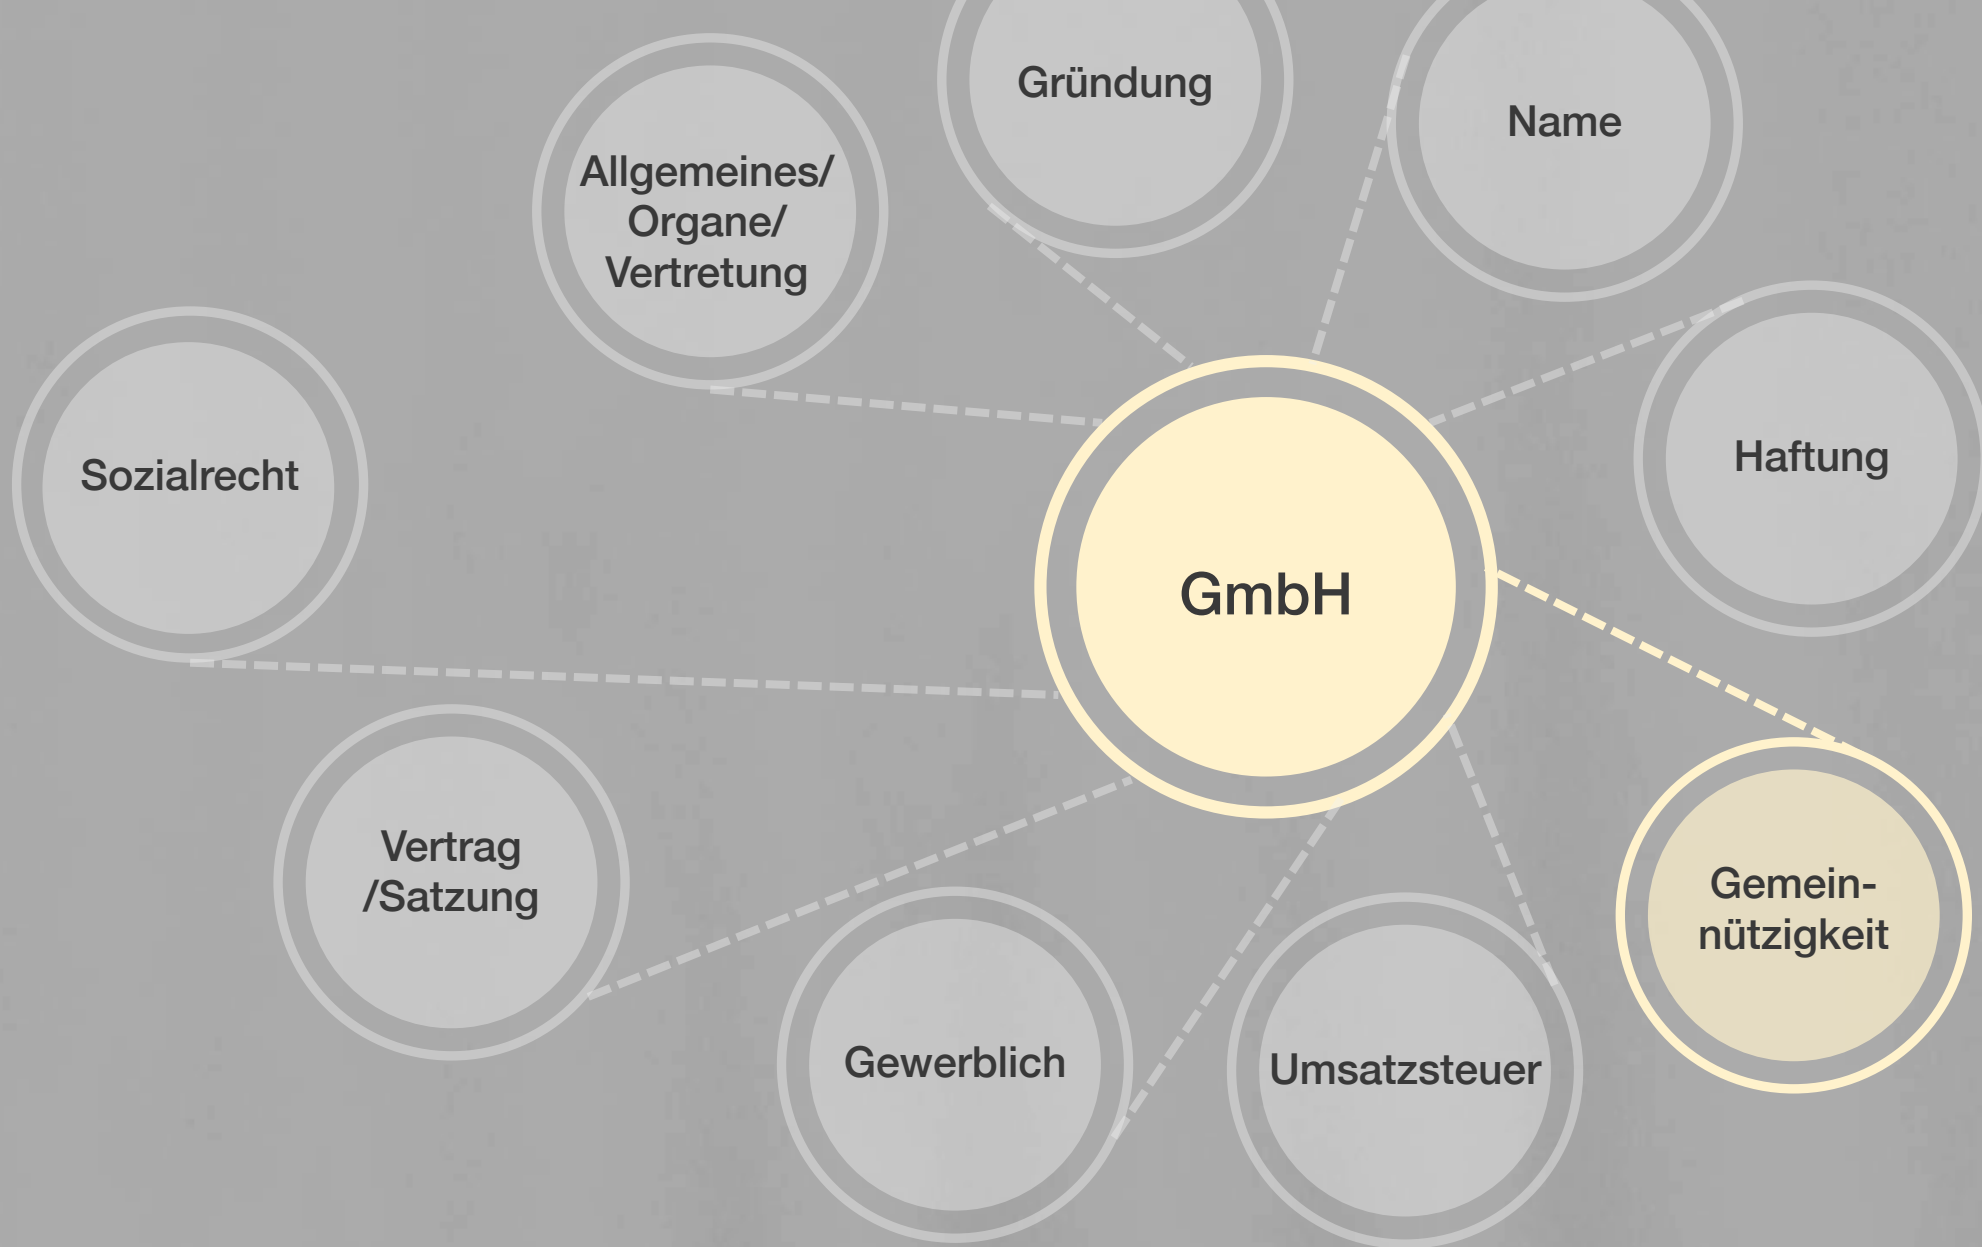 Gründung
Name
Allgemeines/
Organe/
Vertretung
Haftung
Sozialrecht
GmbH
Vertrag
/Satzung
Gemein-
nützigkeit
Gewerblich
Umsatzsteuer